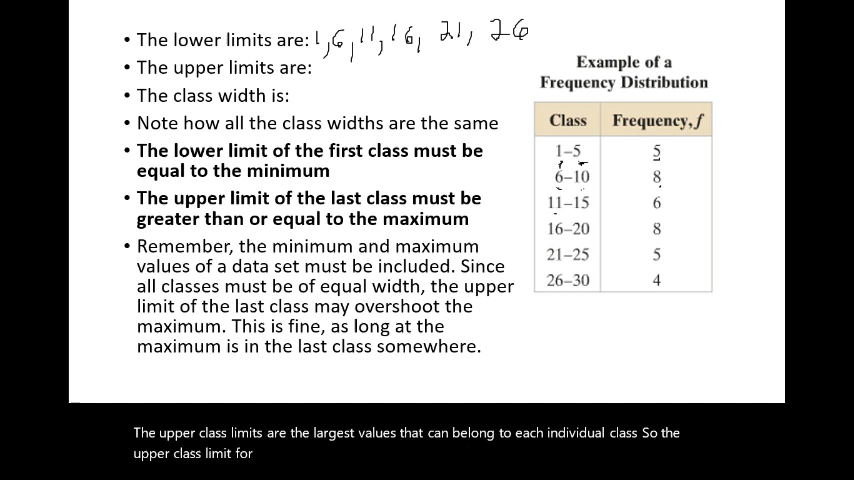 • The lower limits are: 1, 6, 11, 16, 21, 26
• The upper limits are:
• The class width is:
• Note how all the class widths are the same
• The lower limit of the first class must be
equal to the minimum
• The upper limit of the last class must be
greater than or equal to the maximum
• Remember, the minimum and maximum
values of a data set must be included. Since
all classes must be of equal width, the upper
limit of the last class may overshoot the
maximum. This is fine, as long at the
maximum is in the last class somewhere.
Example of a
Frequency Distribution
Class Frequency, f
1–5 5
6–10 8
11–15 6
16–20 8
21–25 5
26–30 4
The upper class limits are the largest values that can belong to each individual class So the
upper class limit for